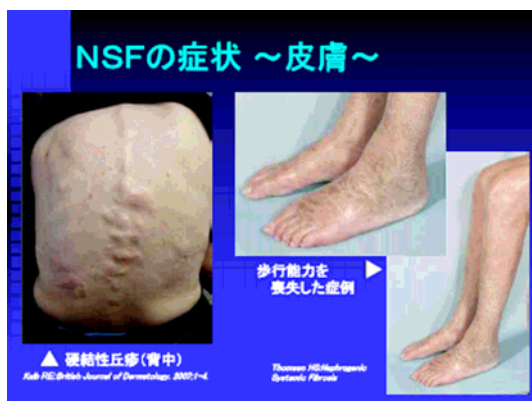 NSFの症状 ～皮膚～
歩行能力を
喪失した症例
▲ 硬結性丘疹(背中)
Kalb RE:British Journal of Dermatology. 2007;1-4.
Thomsen HS:Nephrogenic
Systemic Fibrosis